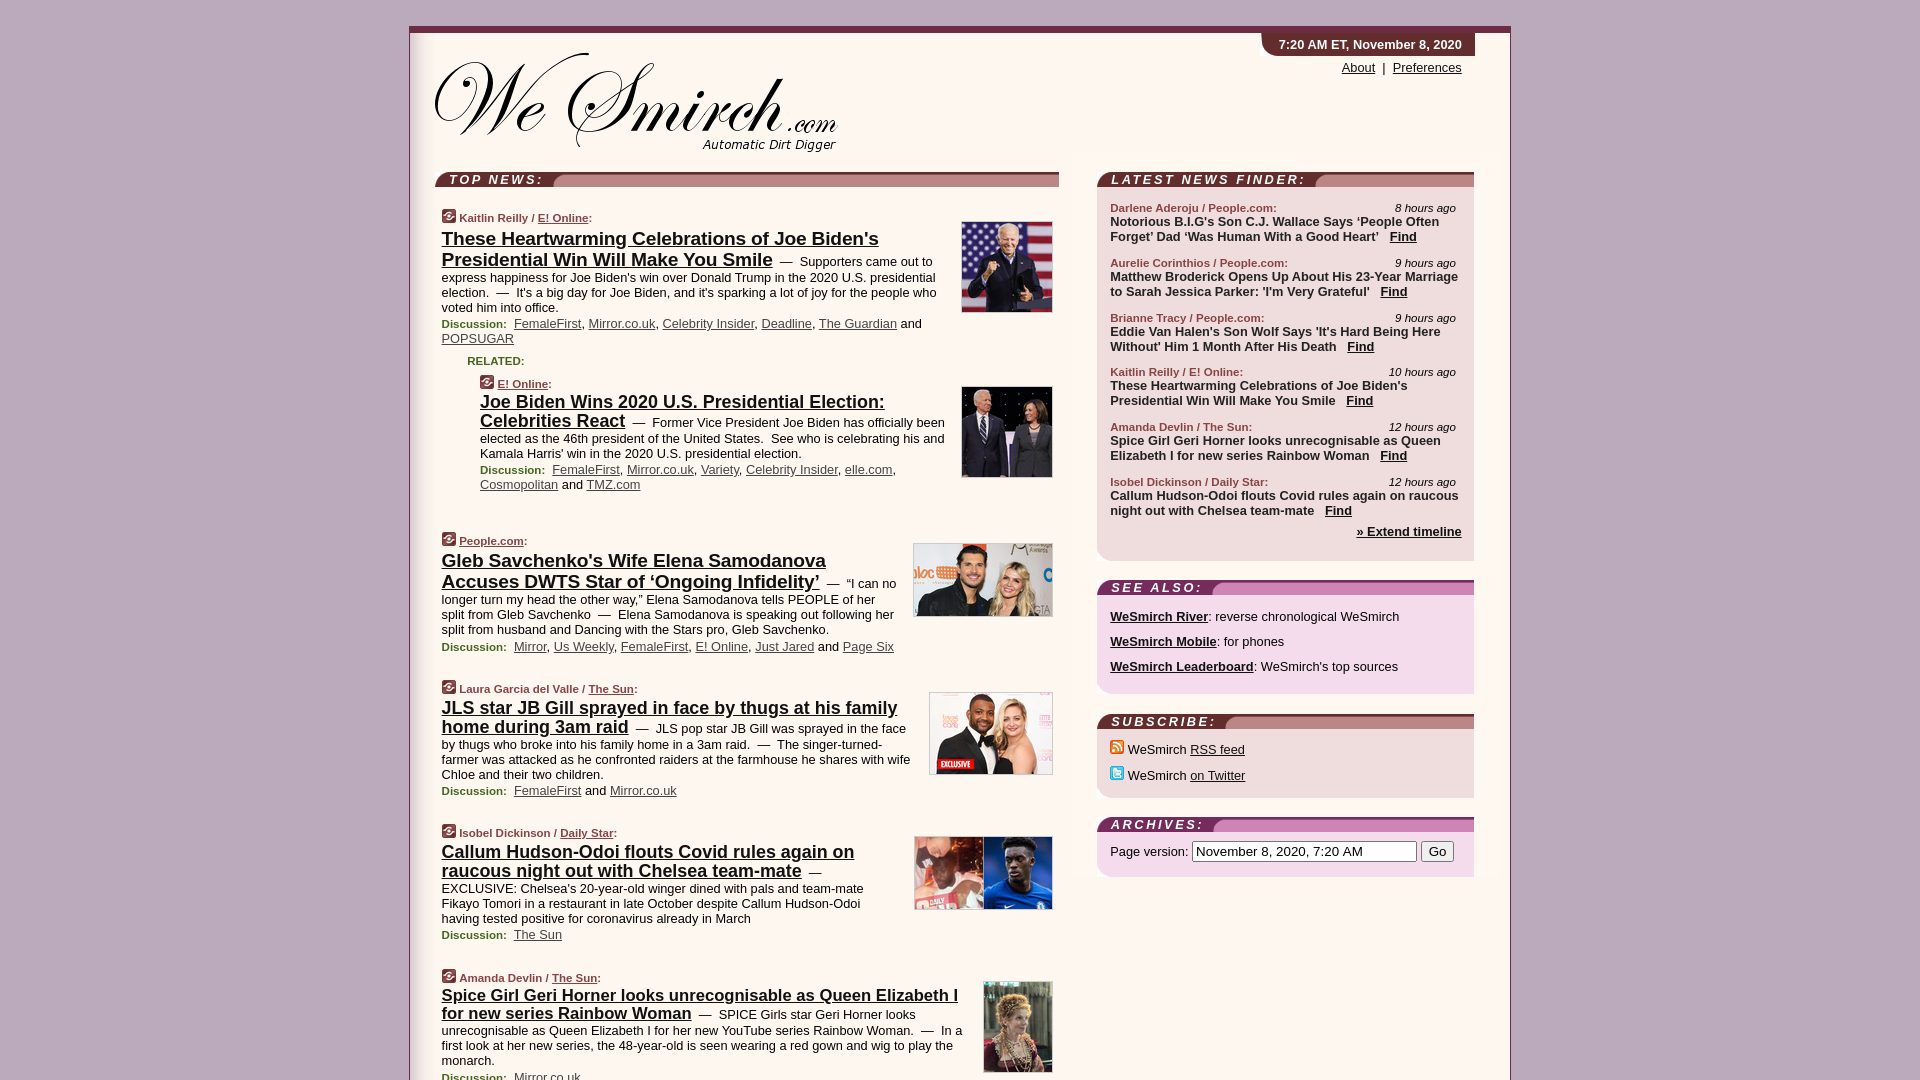 7:20 AM ET, November 8, 2020
About | Preferences
We Smirch .com
Automatic Dirt Digger
TOP NEWS:
Kaitlin Reilly / E! Online:
These Heartwarming Celebrations of Joe Biden's
Presidential Win Will Make You Smile — Supporters came out to
express happiness for Joe Biden's win over Donald Trump in the 2020 U.S. presidential
election. — It's a big day for Joe Biden, and it's sparking a lot of joy for the people who
voted him into office.
Discussion: FemaleFirst, Mirror.co.uk, Celebrity Insider, Deadline, The Guardian and
POPSUGAR
RELATED:
E! Online:
Joe Biden Wins 2020 U.S. Presidential Election:
Celebrities React — Former Vice President Joe Biden has officially been
elected as the 46th president of the United States. See who is celebrating his and
Kamala Harris' win in the 2020 U.S. presidential election.
Discussion: FemaleFirst, Mirror.co.uk, Variety, Celebrity Insider, elle.com,
Cosmopolitan and TMZ.com
People.com:
Gleb Savchenko's Wife Elena Samodanova
Accuses DWTS Star of ‘Ongoing Infidelity’ — “I can no
longer turn my head the other way,” Elena Samodanova tells PEOPLE of her
split from Gleb Savchenko — Elena Samodanova is speaking out following her
split from husband and Dancing with the Stars pro, Gleb Savchenko.
Discussion: Mirror, Us Weekly, FemaleFirst, E! Online, Just Jared and Page Six
Laura Garcia del Valle / The Sun:
JLS star JB Gill sprayed in face by thugs at his family
home during 3am raid — JLS pop star JB Gill was sprayed in the face
by thugs who broke into his family home in a 3am raid. — The singer-turned-
farmer was attacked as he confronted raiders at the farmhouse he shares with wife
Chloe and their two children.
EXCLUSIVE
Discussion: FemaleFirst and Mirror.co.uk
Isobel Dickinson / Daily Star:
Callum Hudson-Odoi flouts Covid rules again on
raucous night out with Chelsea team-mate —
EXCLUSIVE: Chelsea's 20-year-old winger dined with pals and team-mate
Fikayo Tomori in a restaurant in late October despite Callum Hudson-Odoi
having tested positive for coronavirus already in March
Discussion: The Sun
Amanda Devlin / The Sun:
Spice Girl Geri Horner looks unrecognisable as Queen Elizabeth I
for new series Rainbow Woman — SPICE Girls star Geri Horner looks
unrecognisable as Queen Elizabeth I for her new YouTube series Rainbow Woman. — In a
first look at her new series, the 48-year-old is seen wearing a red gown and wig to play the
monarch.
Discussion: Mirror.co.uk
LATEST NEWS FINDER:
Darlene Aderoju / People.com: 8 hours ago
Notorious B.I.G's Son C.J. Wallace Says ‘People Often
Forget’ Dad ‘Was Human With a Good Heart’ Find
Aurelie Corinthios / People.com: 9 hours ago
Matthew Broderick Opens Up About His 23-Year Marriage
to Sarah Jessica Parker: 'I'm Very Grateful' Find
Brianne Tracy / People.com: 9 hours ago
Eddie Van Halen's Son Wolf Says 'It's Hard Being Here
Without' Him 1 Month After His Death Find
Kaitlin Reilly / E! Online: 10 hours ago
These Heartwarming Celebrations of Joe Biden's
Presidential Win Will Make You Smile Find
Amanda Devlin / The Sun: 12 hours ago
Spice Girl Geri Horner looks unrecognisable as Queen
Elizabeth I for new series Rainbow Woman Find
Isobel Dickinson / Daily Star: 12 hours ago
Callum Hudson-Odoi flouts Covid rules again on raucous
night out with Chelsea team-mate Find
» Extend timeline
SEE ALSO:
WeSmirch River: reverse chronological WeSmirch
WeSmirch Mobile: for phones
WeSmirch Leaderboard: WeSmirch's top sources
SUBSCRIBE:
WeSmirch RSS feed
WeSmirch on Twitter
ARCHIVES:
Page version: November 8, 2020, 7:20 AM Go